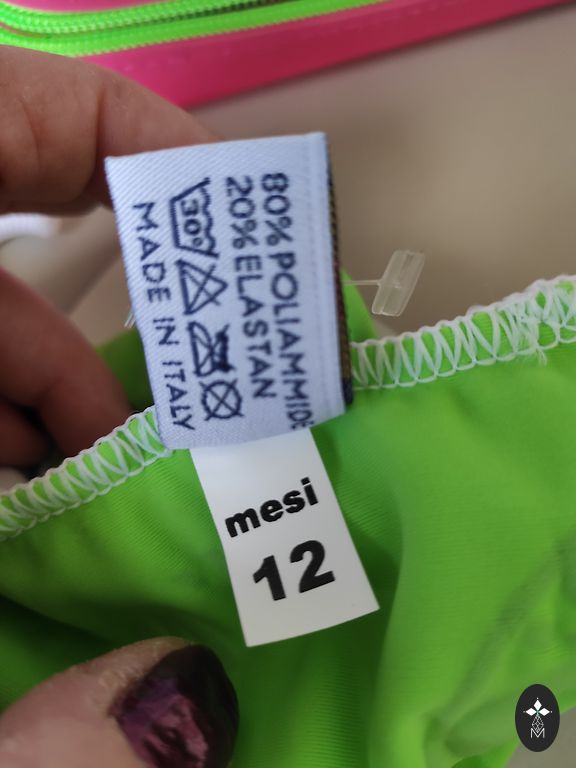 80% POLIAMMIDE
20% ELASTAN
30°
MADE IN ITALY
mesi
12
M